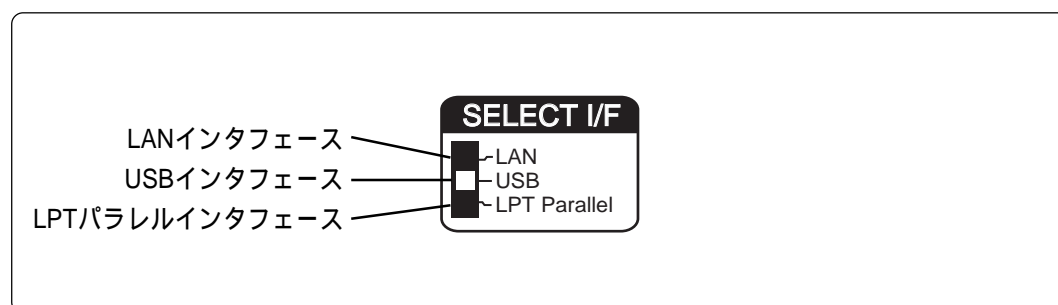 SELECT I/F
LANインタフェース
LAN
USBインタフェース
USB
LPTパラレルインタフェース
LPT Parallel